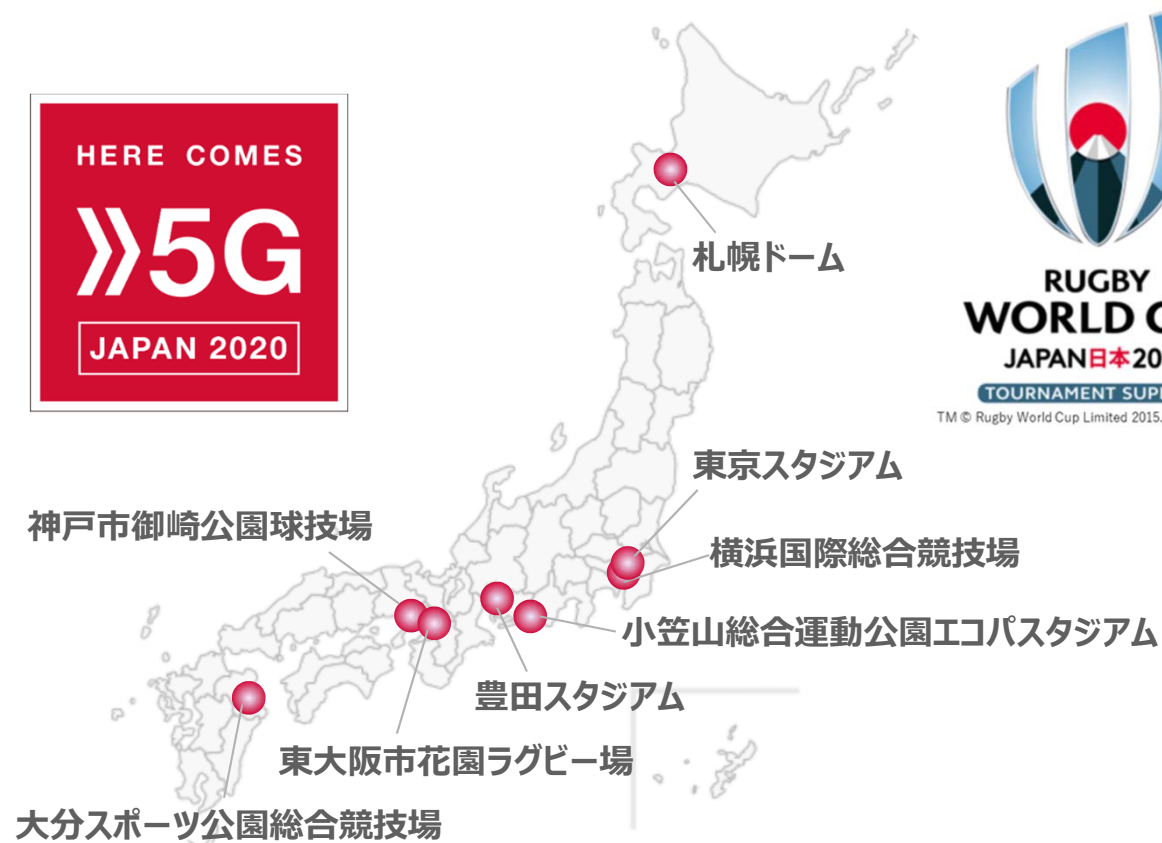 HERE COMES
5G
JAPAN 2020
RUGBY
WORLD
JAPAN日本20
TOURNAMENT
TM © Rugby World Cup Limited 2015.
札幌ドーム
東京スタジアム
神戸市御崎公園球技場
横浜国際総合競技場
小笠山総合運動公園エコパスタジアム
豊田スタジアム
東大阪市花園ラグビー場
大分スポーツ公園総合競技場